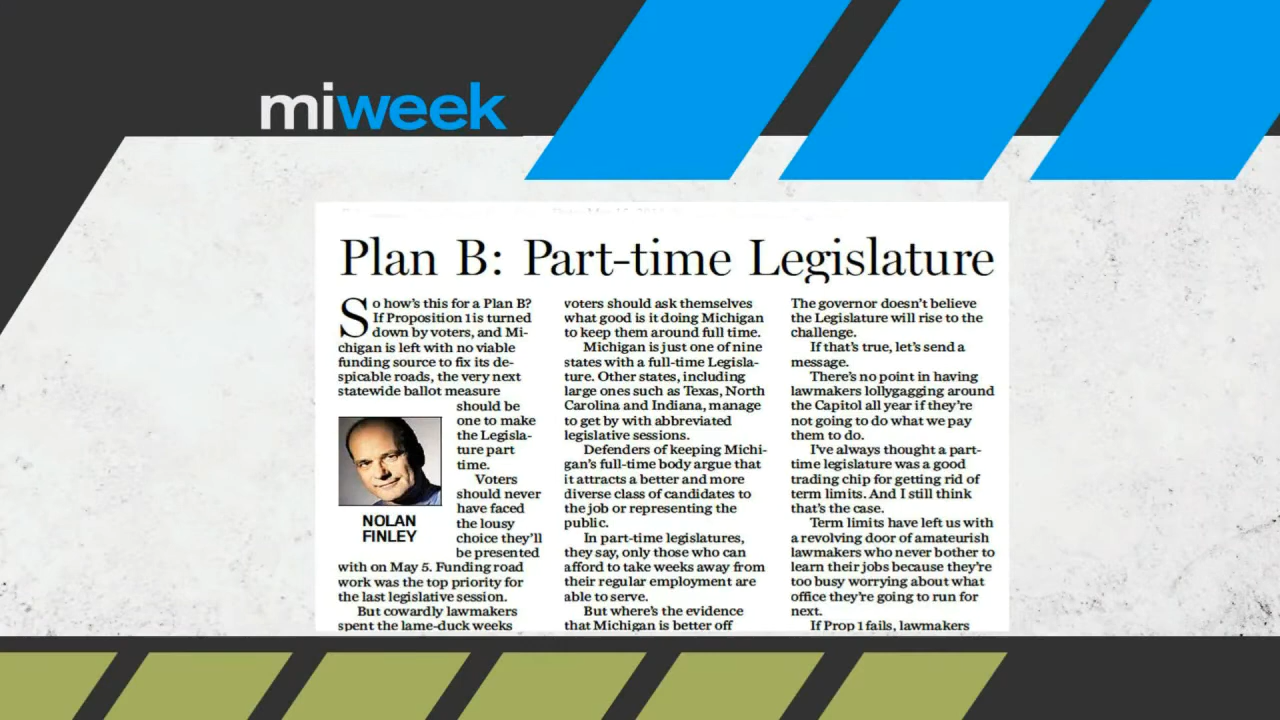 miweek
Plan B: Part-time Legislature
So how's this for a Plan B?
If Proposition 1 is turned
down by voters, and Mi-
chigan is left with no viable
funding source to fix its de-
spicable roads, the very next
statewide ballot measure
should be
one to make
the Legisla-
ture part
time.
Voters
should never
have faced
the lousy
choice they'll
be presented
NOLAN
FINLEY
with on May 5. Funding road
work was the top priority for
the last legislative session.
But cowardly lawmakers
spent the lame-duck weeks
voters should ask themselves
what good is it doing Michigan
to keep them around full time.
Michigan is just one of nine
states with a full-time Legisla-
ture. Other states, including
large ones such as Texas, North
Carolina and Indiana, manage
to get by with abbreviated
legislative sessions.
Defenders of keeping Michi-
gan's full-time body argue that
it attracts a better and more
diverse class of candidates to
the job or representing the
public.
In part-time legislatures,
they say, only those who can
afford to take weeks away from
their regular employment are
able to serve.
But where's the evidence
that Michigan is better off
The governor doesn't believe
the Legislature will rise to the
challenge.
If that's true, let's send a
message.
There's no point in having
lawmakers lollygagging around
the Capitol all year if they're
not going to do what we pay
them to do.
I've always thought a part-
time legislature was a good
trading chip for getting rid of
term limits. And I still think
that's the case.
Term limits have left us with
a revolving door of amateurish
lawmakers who never bother to
learn their jobs because they're
too busy worrying about what
office they're going to run for
next.
If Prop 1 fails, lawmakers